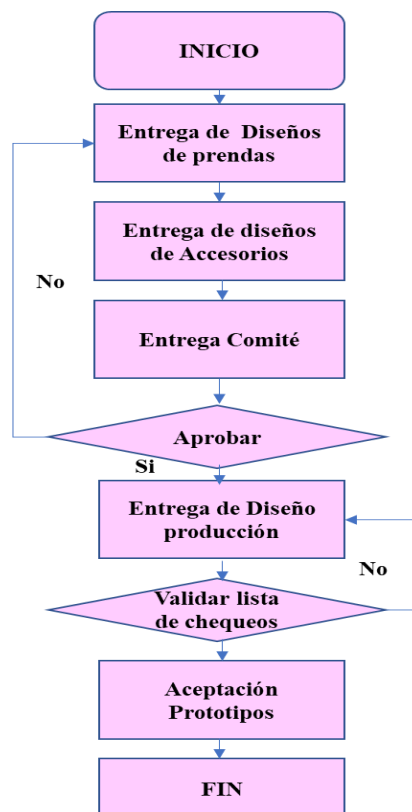 INICIO
Entrega de Diseños
de prendas
Entrega de diseños
de Accesorios
No
Entrega Comité
Aprobar
Si
Entrega de Diseño
producción
No
Validar lista
de chequeos
Aceptación
Prototipos
FIN